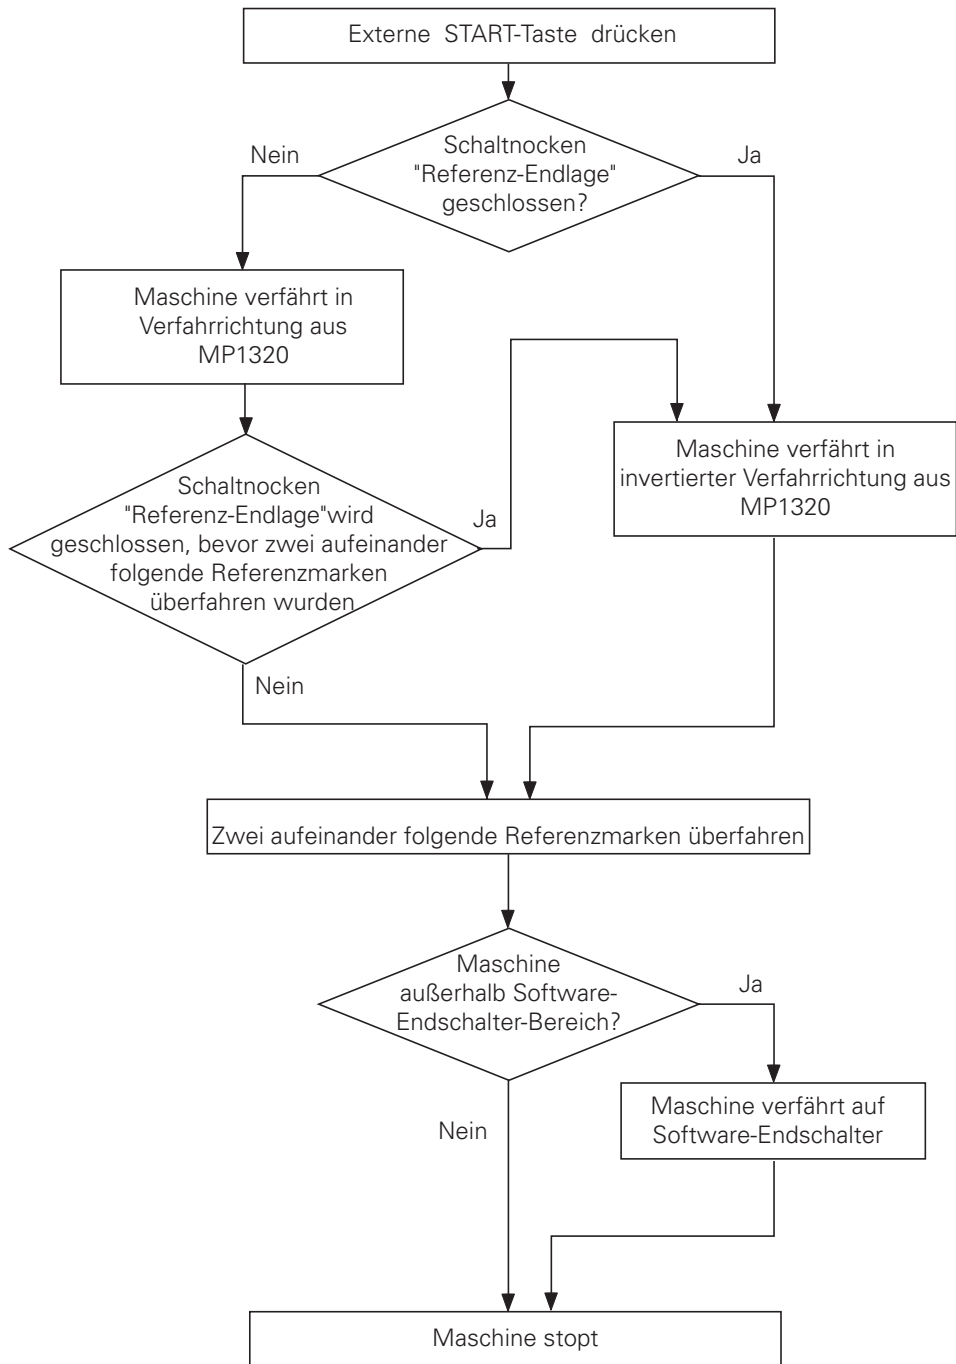 Externe START-Taste drücken
Schaltnocken
"Referenz-Endlage"
geschlossen?
Nein
Ja
Maschine verfährt in
Verfahrrichtung aus
MP1320
Maschine verfährt in
invertierter Verfahrrichtung aus
MP1320
Schaltnocken
"Referenz-Endlage"wird
geschlossen, bevor zwei aufeinander
folgende Referenzmarken
überfahren wurden
Ja
Nein
Zwei aufeinander folgende Referenzmarken überfahren
Maschine
außerhalb Software-
Endschalter-Bereich?
Ja
Maschine verfährt auf
Software-Endschalter
Nein
Maschine stopt